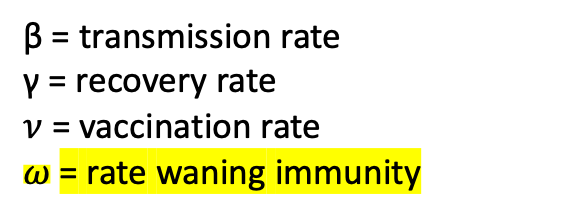 β = transmission rate
γ = recovery rate
𝜈 = vaccination rate
𝜔 = rate waning immunity